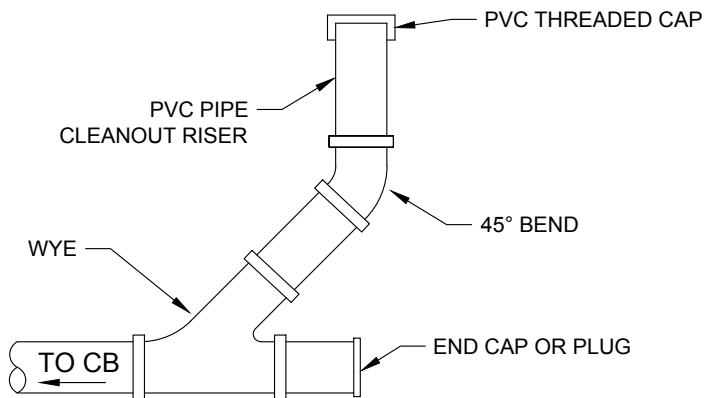 PVC THREADED CAP
PVC PIPE
CLEANOUT RISER
45° BEND
WYE
END CAP OR PLUG
TO CB